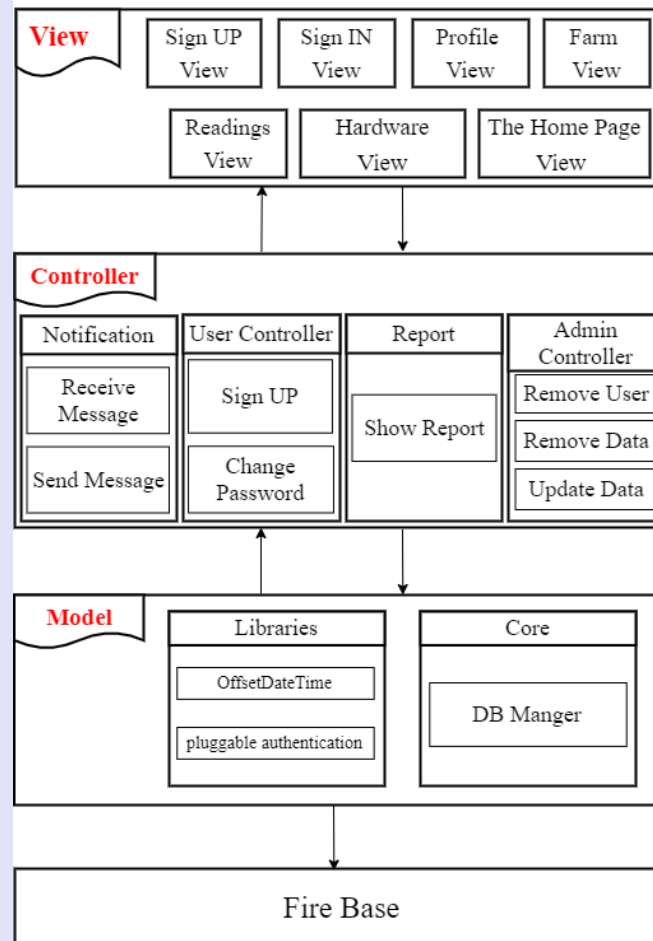 View
Sign UP
View
Sign IN
View
Profile
View
Farm
View
Readings
View
Hardware
View
The Home Page
View
Controller
Notification
Receive
Message
Send Message
User Controller
Sign UP
Change
Password
Report
Show Report
Admin
Controller
Remove User
Remove Data
Update Data
Model
Libraries
OffsetDateTime
pluggable authentication
Core
DB Manger
Fire Base